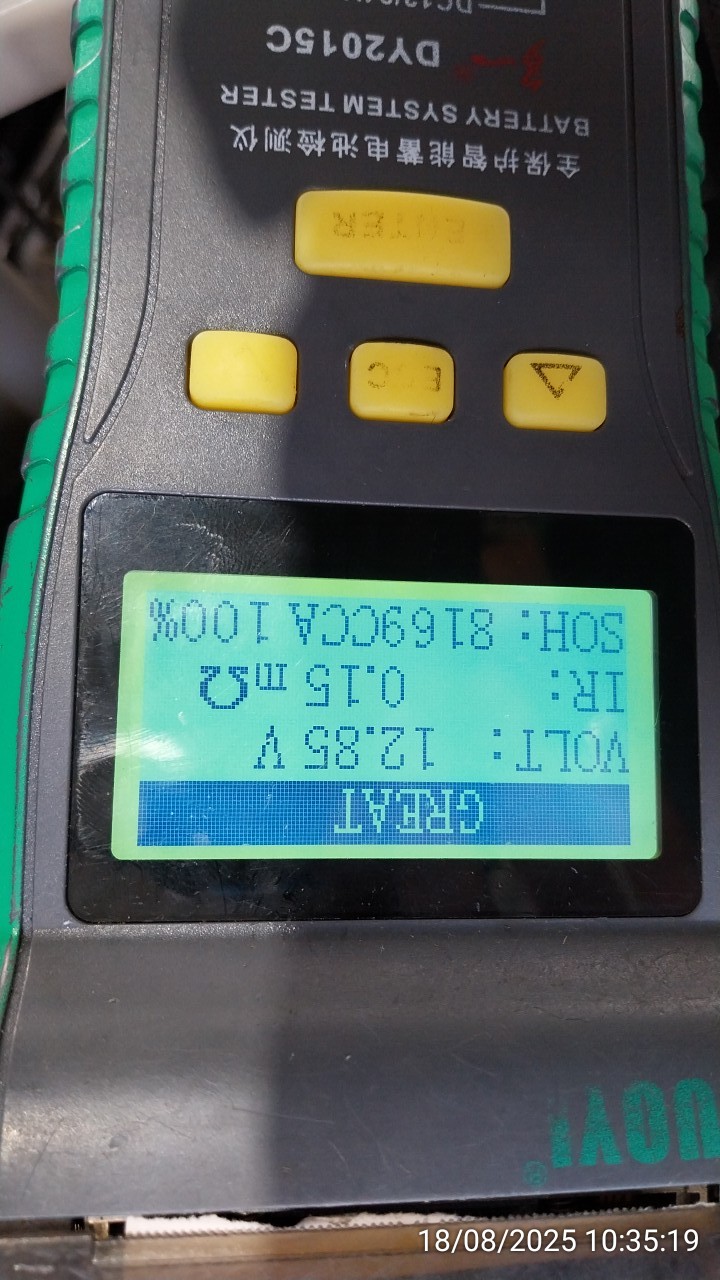 UOYI®
GREAT
VOLT: 12.85 V
IR: 0.15 mΩ
SOH: 8169CCA 100%
ESC
ENTER
全保护智能蓄电池检测仪
BATTERY SYSTEM TESTER
DY2015C
18/08/2025 10:35:19